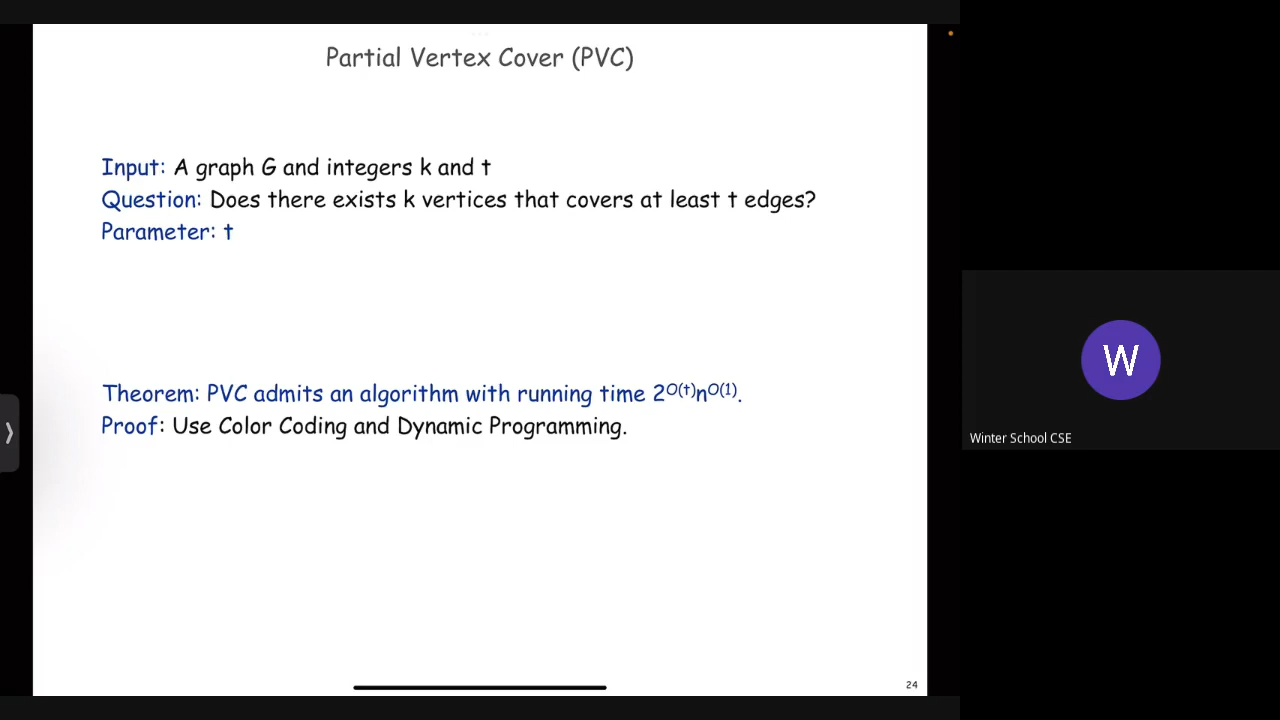 Partial Vertex Cover (PVC)
Input: A graph G and integers k and t
Question: Does there exists k vertices that covers at least t edges?
Parameter: t
Theorem: PVC admits an algorithm with running time 2^{O(t)}n^{O(1)}.
Proof: Use Color Coding and Dynamic Programming.
24
W
Winter School CSE